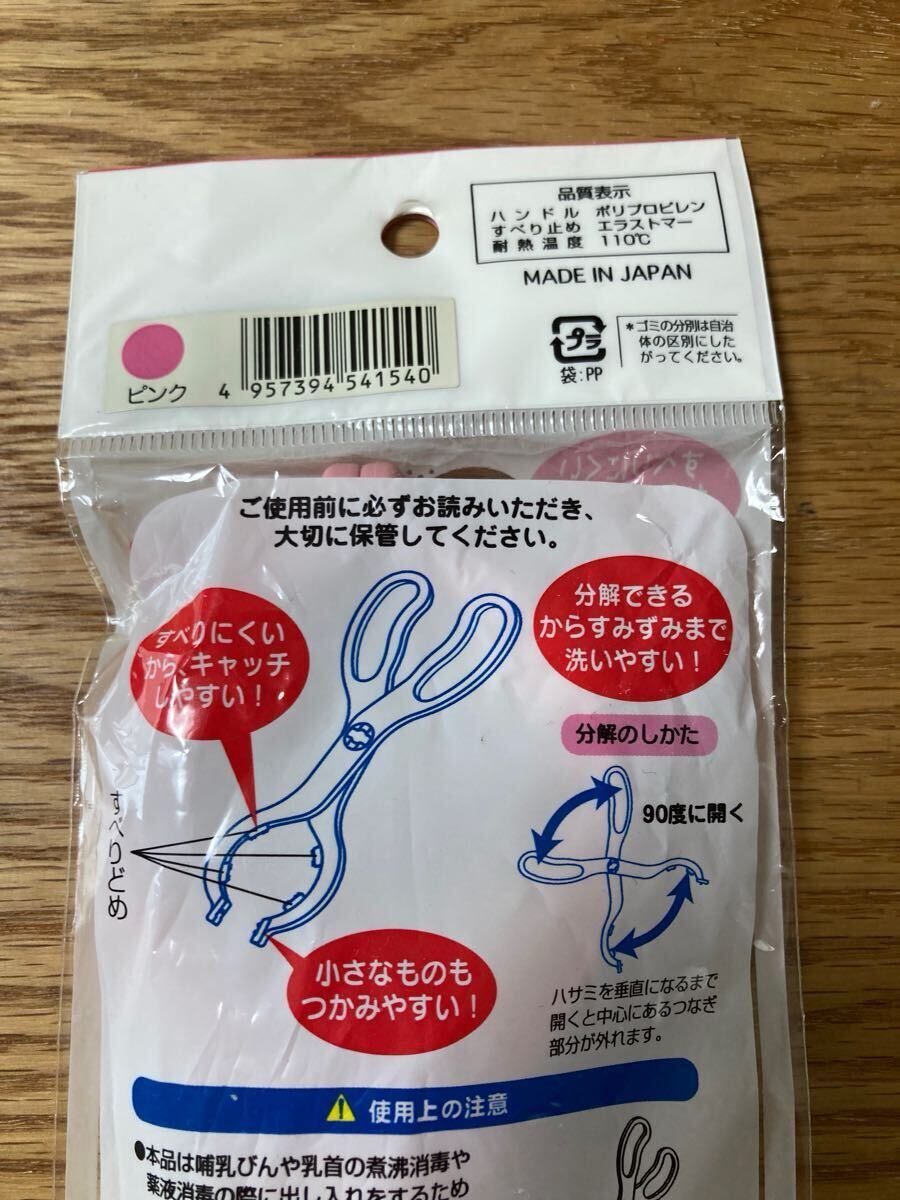 品質表示
ハンドル ポリプロピレン
すべり止め エラストマー
耐熱温度 110℃
MADE IN JAPAN
プラ
袋:PP
*ゴミの分別は自治
体の区別にした
がってください。
ピンク
4 957394 541540
すべりにくい
ご使用前に必ずお読みいただき、
大切に保管してください。
すべりにくい
から、キャッチ
しやすい!
分解できる
からすみずみまで
洗いやすい!
分解のしかた
90度に開く
すべりどめ
小さなものも
つかみやすい!
ハサミを垂直になるまで
開くと中心にあるつなぎ
部分が外れます。
使用上の注意
●本品は哺乳びんや乳首の煮沸消毒や
薬液消毒の際に出し入れをするため